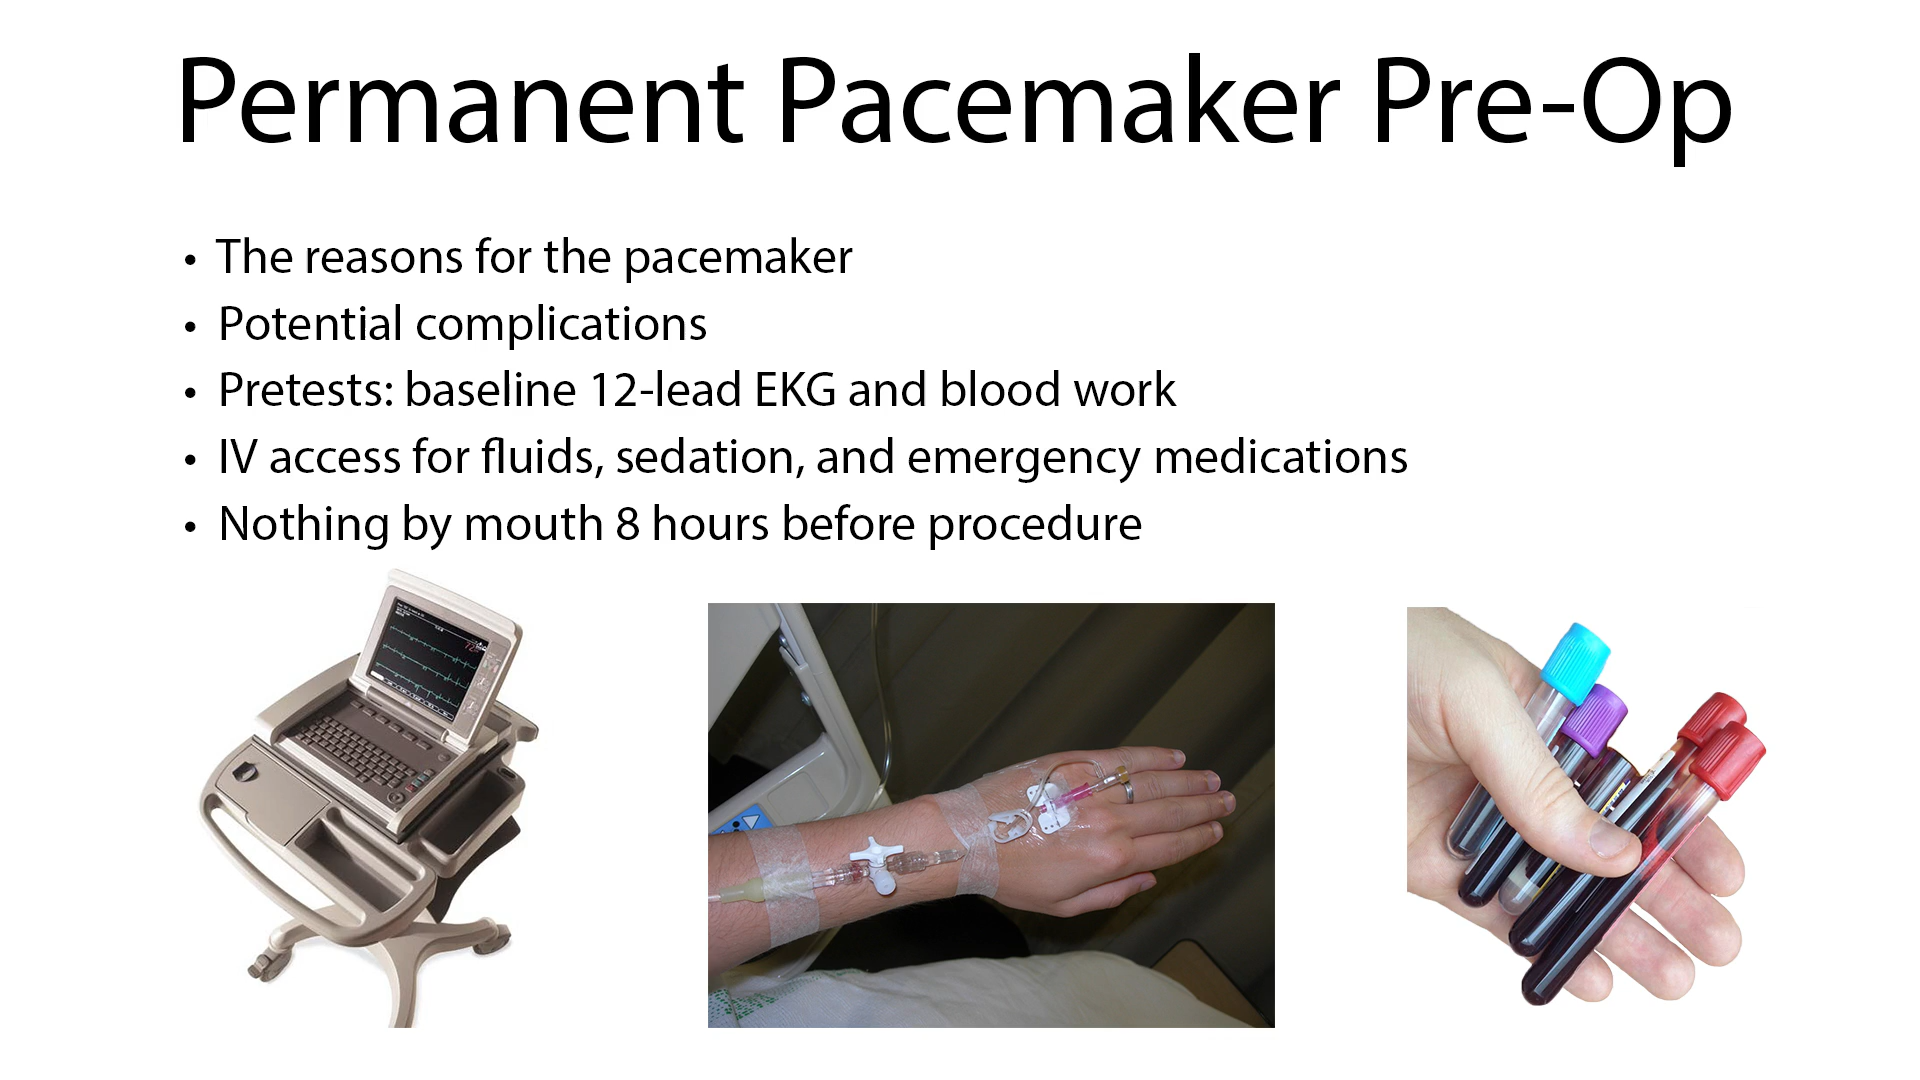 Permanent Pacemaker Pre-Op
• The reasons for the pacemaker
• Potential complications
• Pretests: baseline 12-lead EKG and blood work
• IV access for fluids, sedation, and emergency medications
• Nothing by mouth 8 hours before procedure